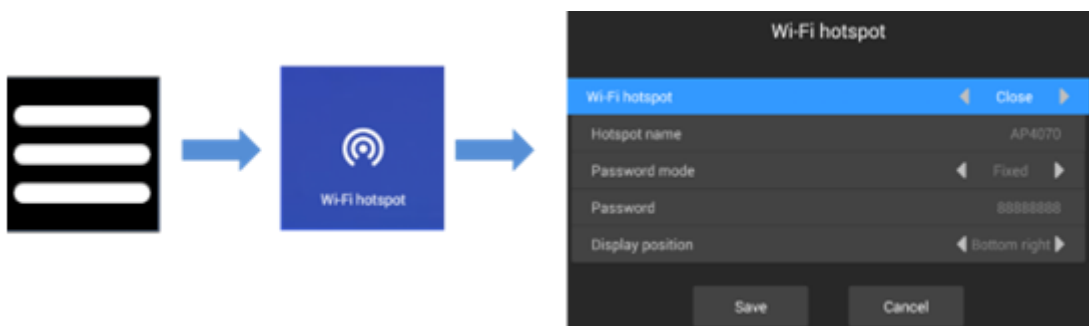 Wi-Fi hotspot
Wi-Fi hotspot
Wi-Fi hotspot Close
Hotspot name AP4070
Password mode Fixed
Password 88888888
Display position Bottom right
Save Cancel